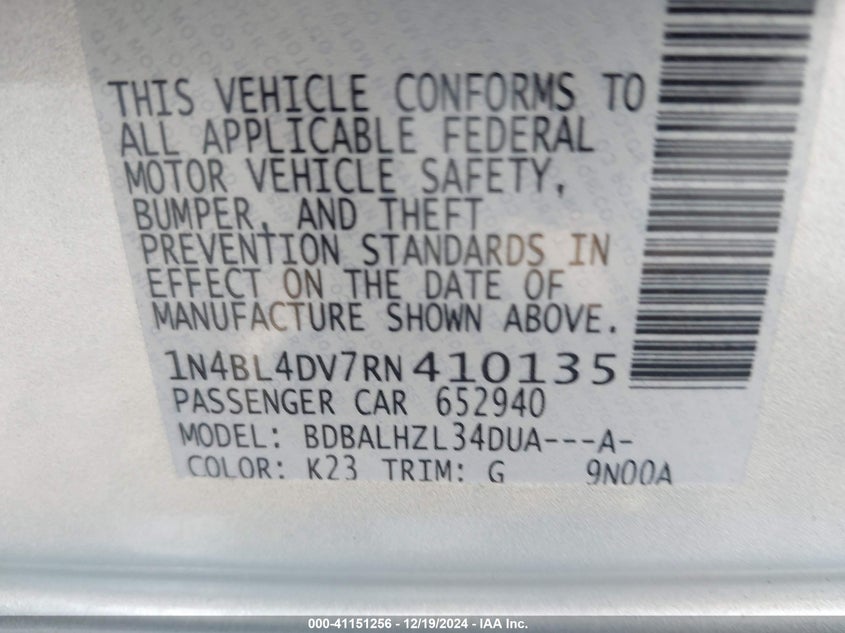 THIS VEHICLE CONFORMS TO
ALL APPLICABLE FEDERAL
MOTOR VEHICLE SAFETY,
BUMPER, AND THEFT
PREVENTION STANDARDS IN
EFFECT ON THE DATE OF
MANUFACTURE SHOWN ABOVE.
1N4BL4DV7RN410135
PASSENGER CAR 652940
MODEL: BDBALHZL34DUA---A-
COLOR: K23 TRIM: G 9N00A
000-41151256 - 12/19/2024 - IAA Inc.